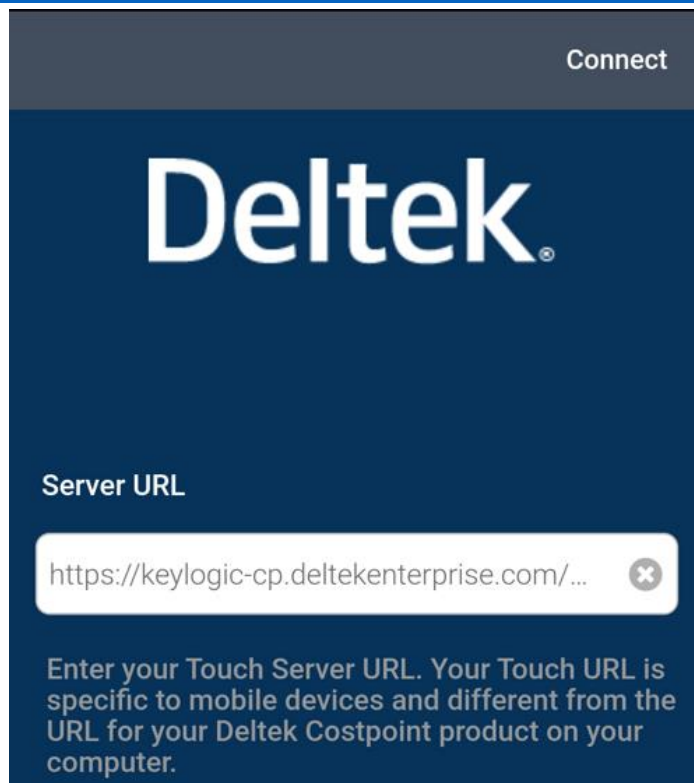 Connect
Deltek®
Server URL
https://keylogic-cp.deltekenterprise.com/...
Enter your Touch Server URL. Your Touch URL is
specific to mobile devices and different from the
URL for your Deltek Costpoint product on your
computer.